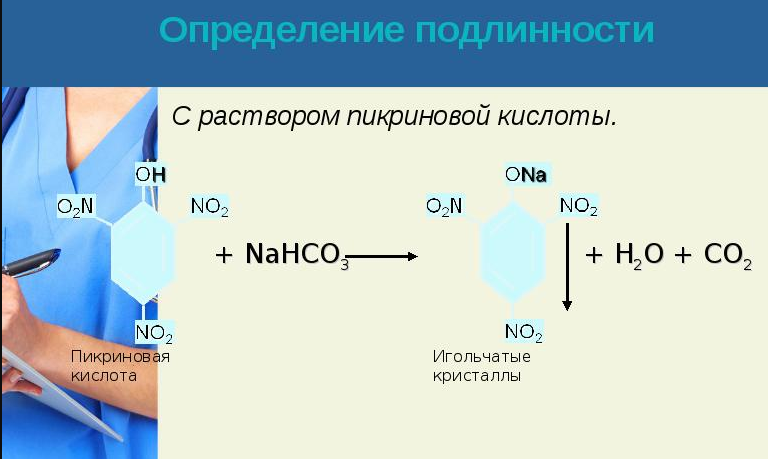 Определение подлинности
С раствором пикриновой кислоты.
OH
O₂N NO₂
+ NaHCO₃
NO₂
Пикриновая
кислота
ONa
O₂N NO₂
+ H₂O + CO₂
NO₂
Игольчатые
кристаллы